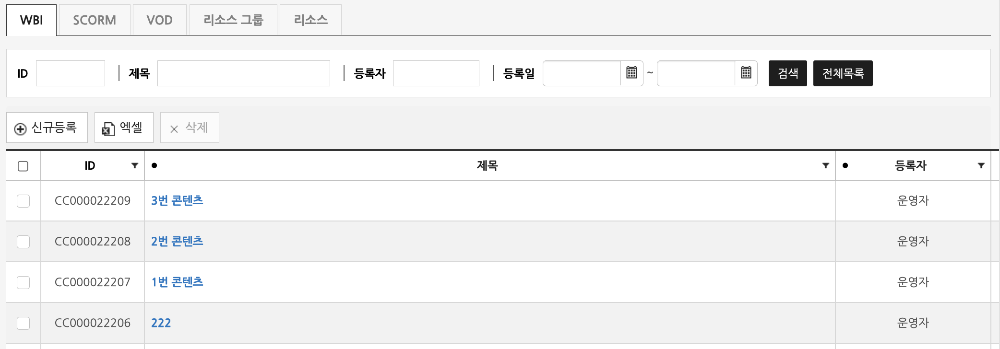 WBI SCORM VOD 리소스 그룹 리소스
ID 제목 등록자 등록일 ~ 검색 전체목록
신규등록 엑셀 삭제
ID 제목 등록자
CC000022209 3번 콘텐츠 운영자
CC000022208 2번 콘텐츠 운영자
CC000022207 1번 콘텐츠 운영자
CC000022206 222 운영자